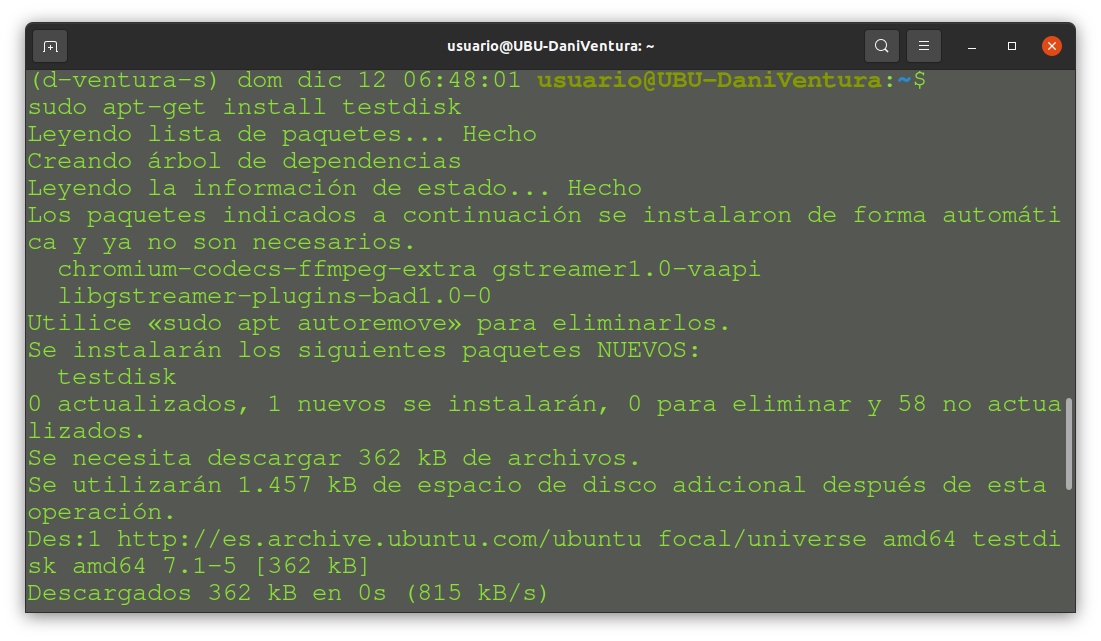 usuario@UBU-DaniVentura: ~
(d-ventura-s) dom dic 12 06:48:01 usuario@UBU-DaniVentura:~$
sudo apt-get install testdisk
Leyendo lista de paquetes... Hecho
Creando árbol de dependencias
Leyendo la información de estado... Hecho
Los paquetes indicados a continuación se instalaron de forma automáti
ca y ya no son necesarios.
  chromium-codecs-ffmpeg-extra gstreamer1.0-vaapi
  libgstreamer-plugins-bad1.0-0
Utilice «sudo apt autoremove» para eliminarlos.
Se instalarán los siguientes paquetes NUEVOS:
  testdisk
0 actualizados, 1 nuevos se instalarán, 0 para eliminar y 58 no actua
lizados.
Se necesita descargar 362 kB de archivos.
Se utilizarán 1.457 kB de espacio de disco adicional después de esta
operación.
Des:1 http://es.archive.ubuntu.com/ubuntu focal/universe amd64 testdi
sk amd64 7.1-5 [362 kB]
Descargados 362 kB en 0s (815 kB/s)